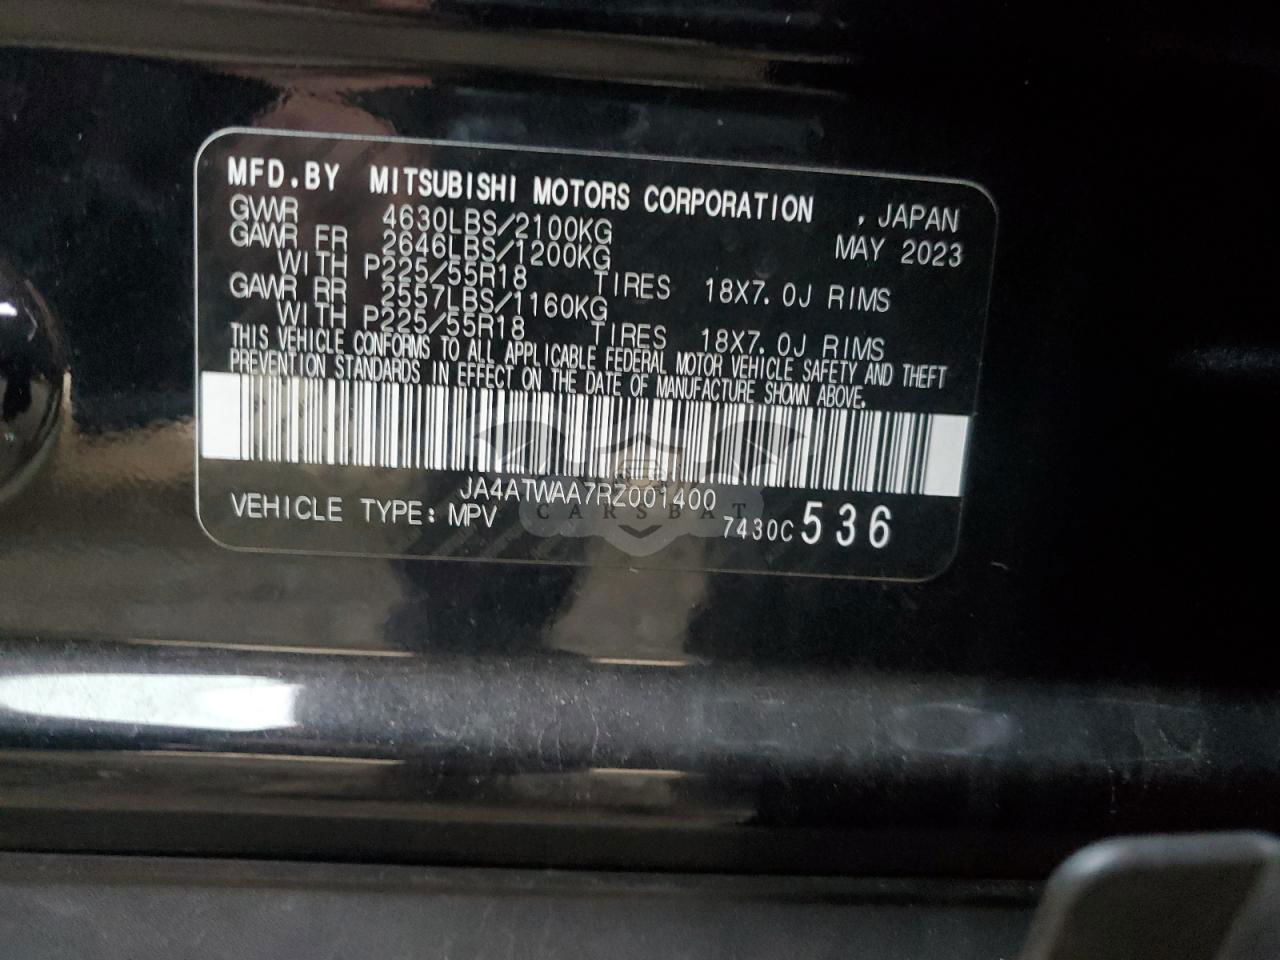 MFD.BY MITSUBISHI MOTORS CORPORATION , JAPAN
GVWR 4630LBS/2100KG MAY 2023
GAWR FR 2646LBS/1200KG
WITH P225/55R18 TIRES 18X7.0J RIMS
GAWR RR 2557LBS/1160KG
WITH P225/55R18 TIRES 18X7.0J RIMS
THIS VEHICLE CONFORMS TO ALL APPLICABLE FEDERAL MOTOR VEHICLE SAFETY AND THEFT
PREVENTION STANDARDS IN EFFECT ON THE DATE OF MANUFACTURE SHOWN ABOVE.
JA4ATWAA7RZ001400
CARSBAT
VEHICLE TYPE: MPV 7430C 536